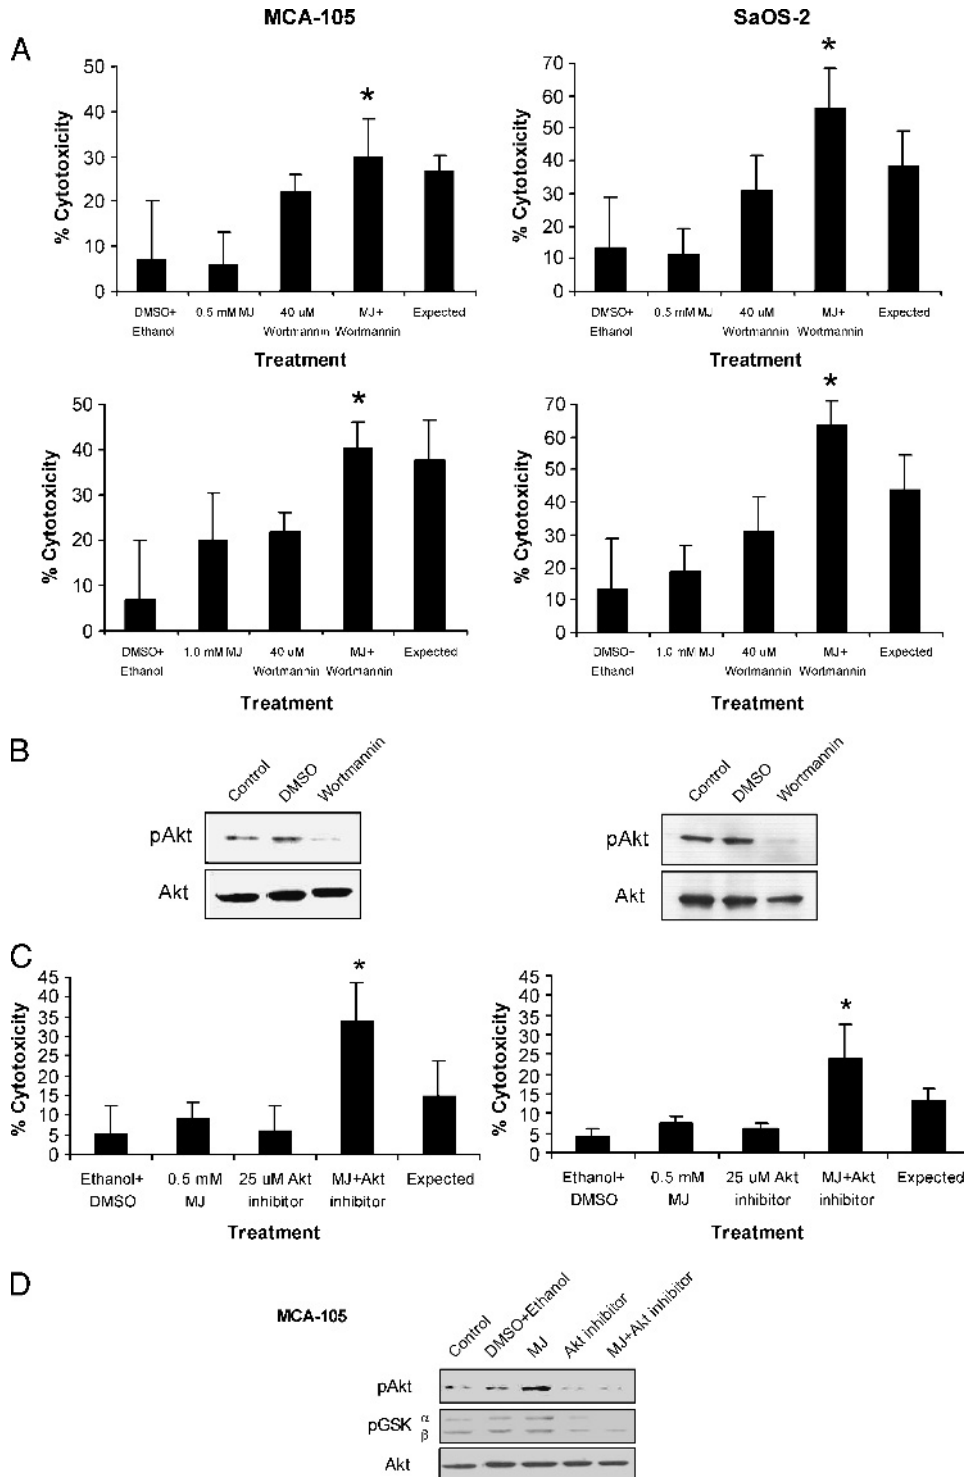 MCA-105 SaOS-2
A
50
40
30
20
10
0
% Cytotoxicity
*
DMSO+ Ethanol
0.5 mM MJ
40 uM Wortmannin
MJ+ Wortmannin
Expected
Treatment
70
60
50
40
30
20
10
0
% Cytotoxicity
*
DMSO+ Ethanol
0.5 mM MJ
40 uM Wortmannin
MJ+ Wortmannin
Expected
Treatment
50
40
30
20
10
0
% Cytotoxicity
*
DMSO+ Ethanol
1.0 mM MJ
40 uM Wortmannin
MJ+ Wortmannin
Expected
Treatment
70
60
50
40
30
20
10
0
% Cytotoxicity
*
DMSO+ Ethanol
1.0 mM MJ
40 uM Wortmannin
MJ+ Wortmannin
Expected
Treatment
B
Control DMSO Wortmannin
pAkt
Akt
Control DMSO Wortmannin
pAkt
Akt
C
45
40
35
30
25
20
15
10
5
0
% Cytotoxicity
*
Ethanol+ DMSO
0.5 mM MJ
25 uM Akt inhibitor
MJ+Akt inhibitor
Expected
Treatment
45
40
35
30
25
20
15
10
5
0
% Cytotoxicity
*
Ethanol+ DMSO
0.5 mM MJ
25 uM Akt inhibitor
MJ+Akt inhibitor
Expected
Treatment
D
MCA-105
Control DMSO+Ethanol MJ Akt inhibitor MJ+Akt inhibitor
pAkt
pGSK α β
Akt